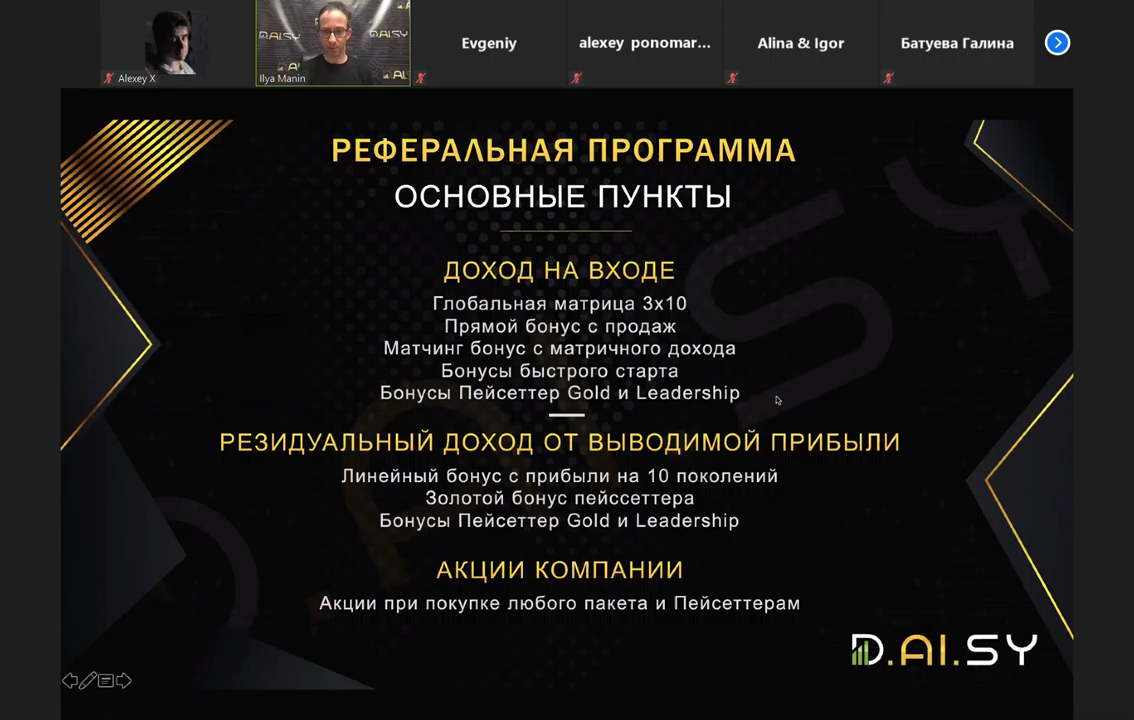 Evgeniy
alexey ponomar...
Alina & Igor
Батуева Галина
Alexey X
Ilya Manin
РЕФЕРАЛЬНАЯ ПРОГРАММА
ОСНОВНЫЕ ПУНКТЫ
ДОХОД НА ВХОДЕ
Глобальная матрица 3x10
Прямой бонус с продаж
Матчинг бонус с матричного дохода
Бонусы быстрого старта
Бонусы Пейсеттер Gold и Leadership
РЕЗИДУАЛЬНЫЙ ДОХОД ОТ ВЫВОДИМОЙ ПРИБЫЛИ
Линейный бонус с прибыли на 10 поколений
Золотой бонус пейссеттера
Бонусы Пейсеттер Gold и Leadership
АКЦИИ КОМПАНИИ
Акции при покупке любого пакета и Пейсеттерам
D.AI.SY